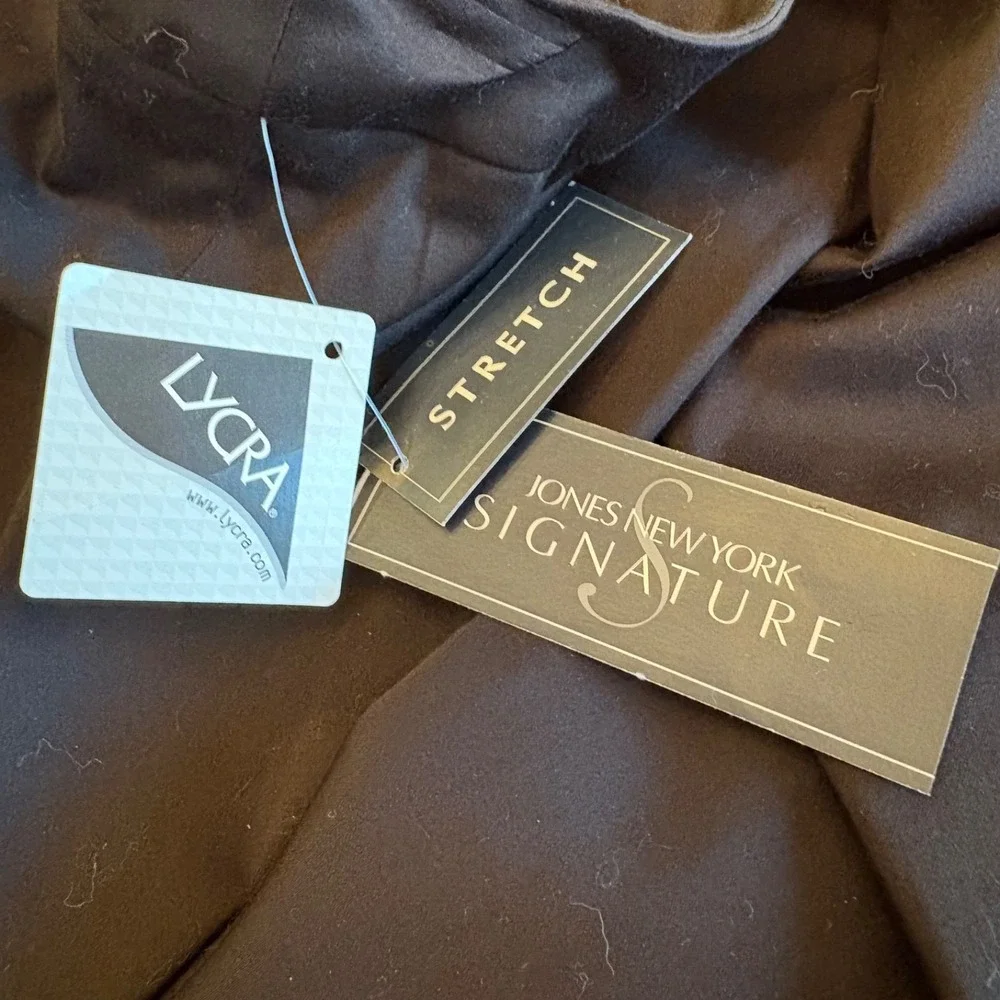 LYCRA®
www.lycra.com
STRETCH
JONES NEW YORK
S
SIGNATURE